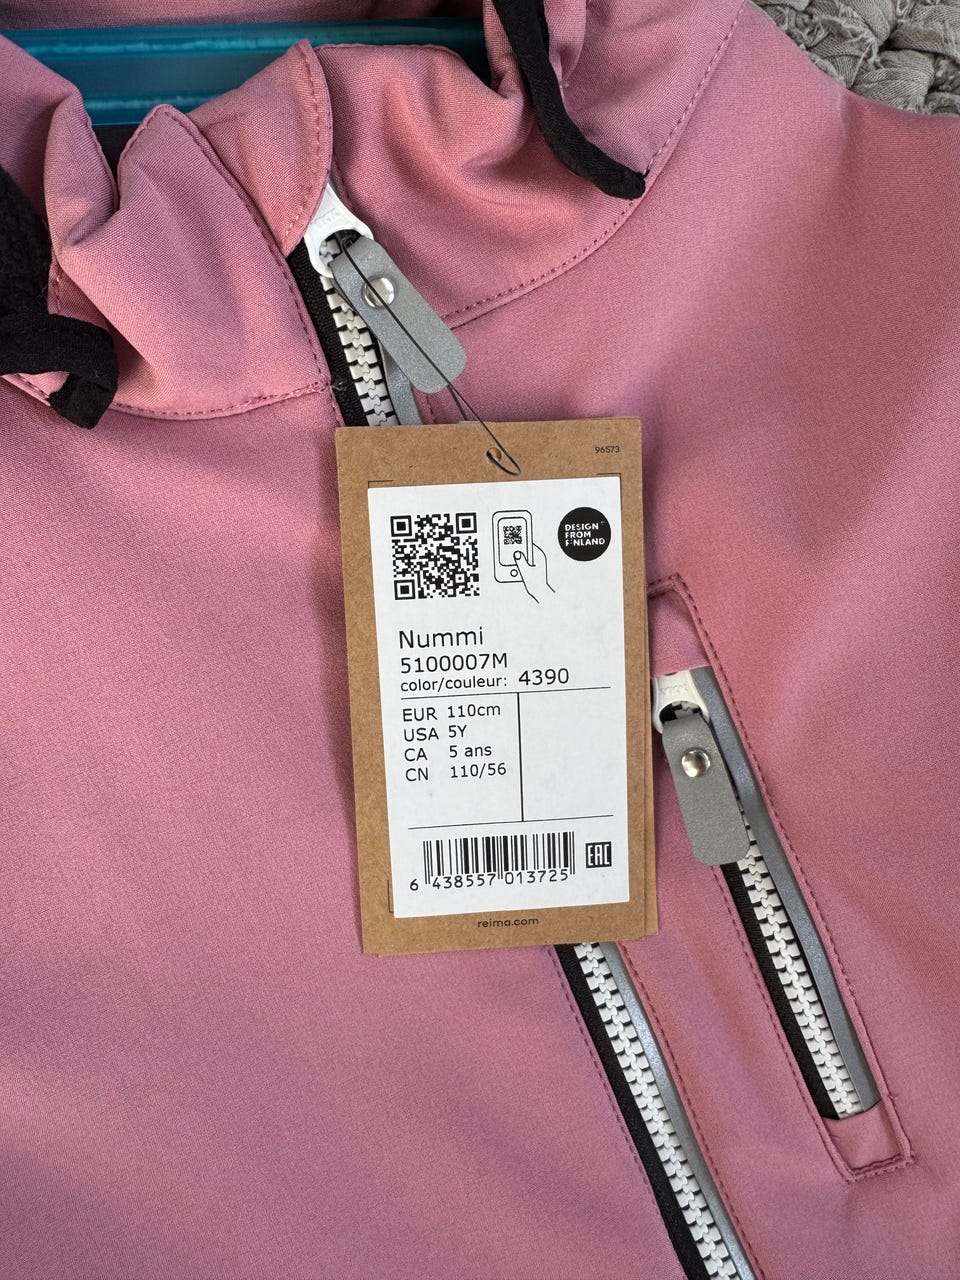 96573
DESIGN
FROM
FINLAND
Nummi
5100007M
color/couleur: 4390
EUR 110cm
USA 5Y
CA 5 ans
CN 110/56
EAC
6 438557 013725
reima.com